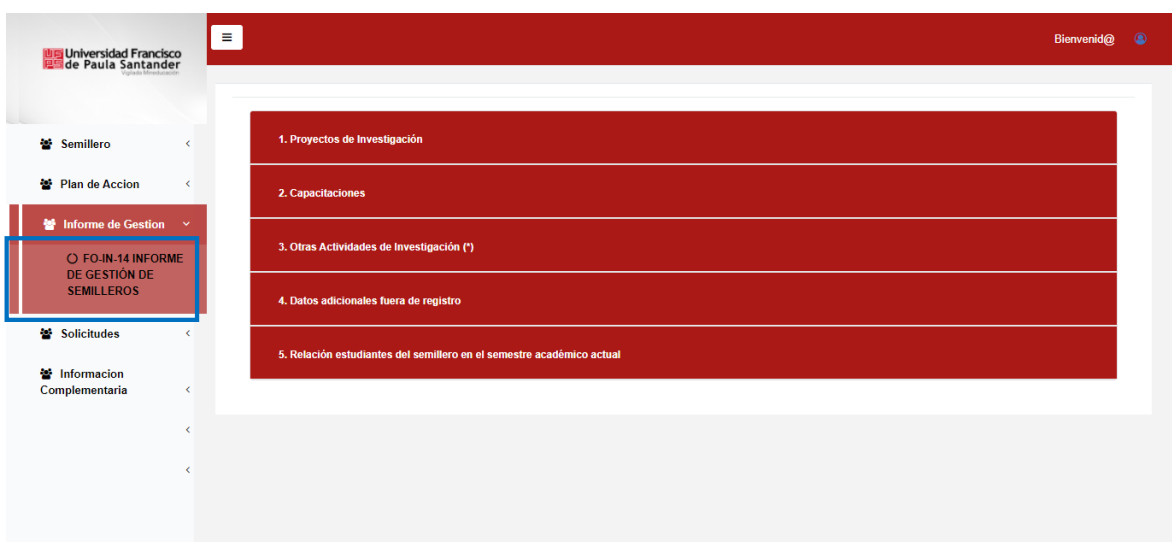 Universidad Francisco
de Paula Santander
Vigilada Mineducación
Bienvenid@
Semillero
Plan de Accion
Informe de Gestion
FO-IN-14 INFORME
DE GESTIÓN DE
SEMILLEROS
Solicitudes
Informacion
Complementaria
1. Proyectos de Investigación
2. Capacitaciones
3. Otras Actividades de Investigación (*)
4. Datos adicionales fuera de registro
5. Relación estudiantes del semillero en el semestre académico actual